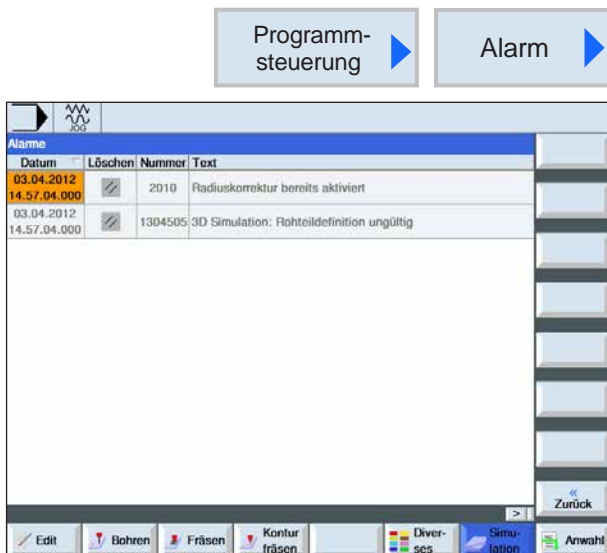 Programm-
steuerung
Alarm
JOG
Alarme
Datum Löschen Nummer Text
03.04.2012
14.57.04.000
2010 Radiuskorrektur bereits aktiviert
03.04.2012
14.57.04.000
1304505 3D Simulation: Rohteildefinition ungültig
>
«
Zurück
Edit
Bohren
Fräsen
Kontur
fräsen
Diver-
ses
Simu-
lation
Anwahl